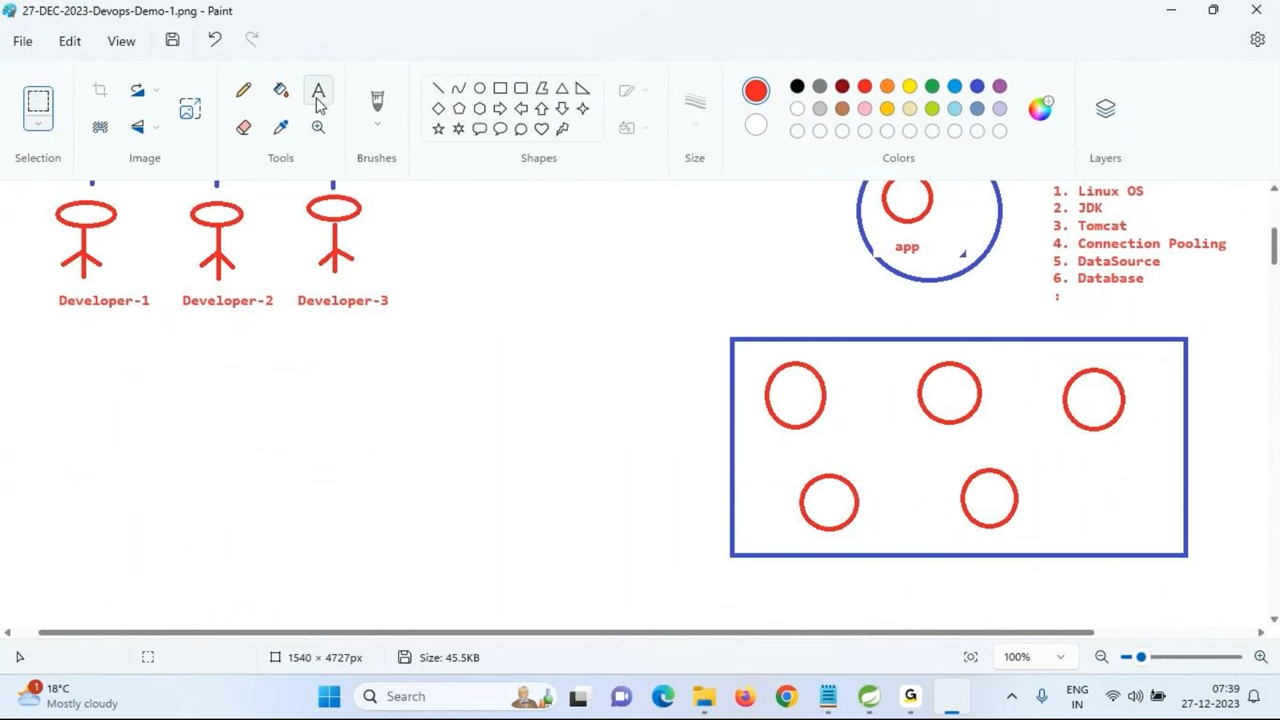 27-DEC-2023-Devops-Demo-1.png - Paint
File Edit View
Selection Image Tools Brushes Shapes Size Colors Layers
Developer-1 Developer-2 Developer-3
app
1. Linux OS
2. JDK
3. Tomcat
4. Connection Pooling
5. DataSource
6. Database
:
1540 × 4727px Size: 45.5KB 100%
1
18°C
Mostly cloudy
Search
G
ENG
IN
07:39
27-12-2023